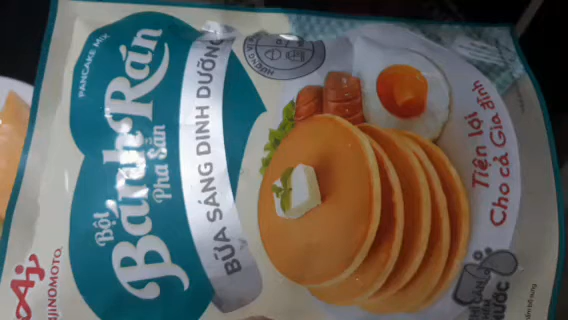 AJINOMOTO
PANCAKE MIX
Bột
Bánh Rán
Pha Sẵn
BỮA SÁNG DINH DƯỠNG
Tiện lợi
Cho cả Gia đình